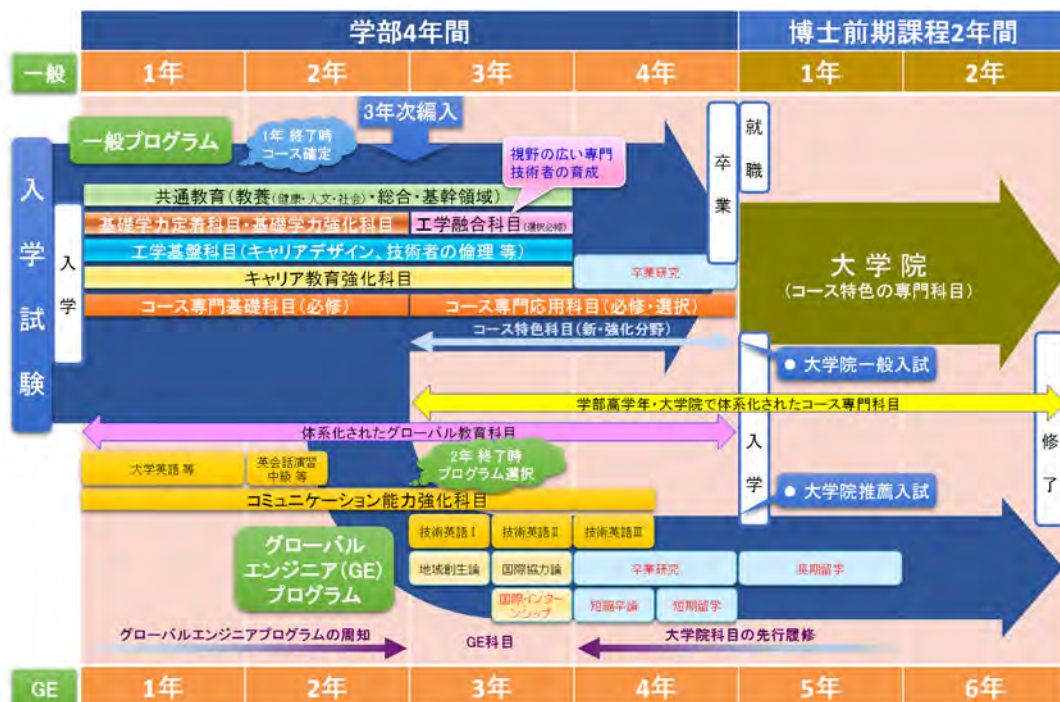 学部4年間
博士前期課程2年間
一般
1年
2年
3年
4年
1年
2年
3年次編入
一般プログラム
1年 終了時
コース確定
視野の広い専門
技術者の育成
入学試験
入学
卒業
就職
共通教育(教養(健康・人文・社会)・総合・基幹領域)
基礎学力定着科目・基礎学力強化科目
工学融合科目(選択必修)
工学基盤科目(キャリアデザイン、技術者の倫理 等)
キャリア教育強化科目
卒業研究
コース専門基礎科目(必修)
コース専門応用科目(必修・選択)
コース特色科目(新・強化分野)
大学院
(コース特色の専門科目)
● 大学院一般入試
学部高学年・大学院で体系化されたコース専門科目
体系化されたグローバル教育科目
入学
修了
大学英語 等
英会話演習
中級 等
2年 終了時
プログラム選択
コミュニケーション能力強化科目
● 大学院推薦入試
グローバル
エンジニア(GE)
プログラム
技術英語Ⅰ
技術英語Ⅱ
技術英語Ⅲ
地域創生論
国際協力論
卒業研究
長期留学
国際インターンシップ
短縮卒論
短期留学
グローバルエンジニアプログラムの周知
GE科目
大学院科目の先行履修
GE
1年
2年
3年
4年
5年
6年